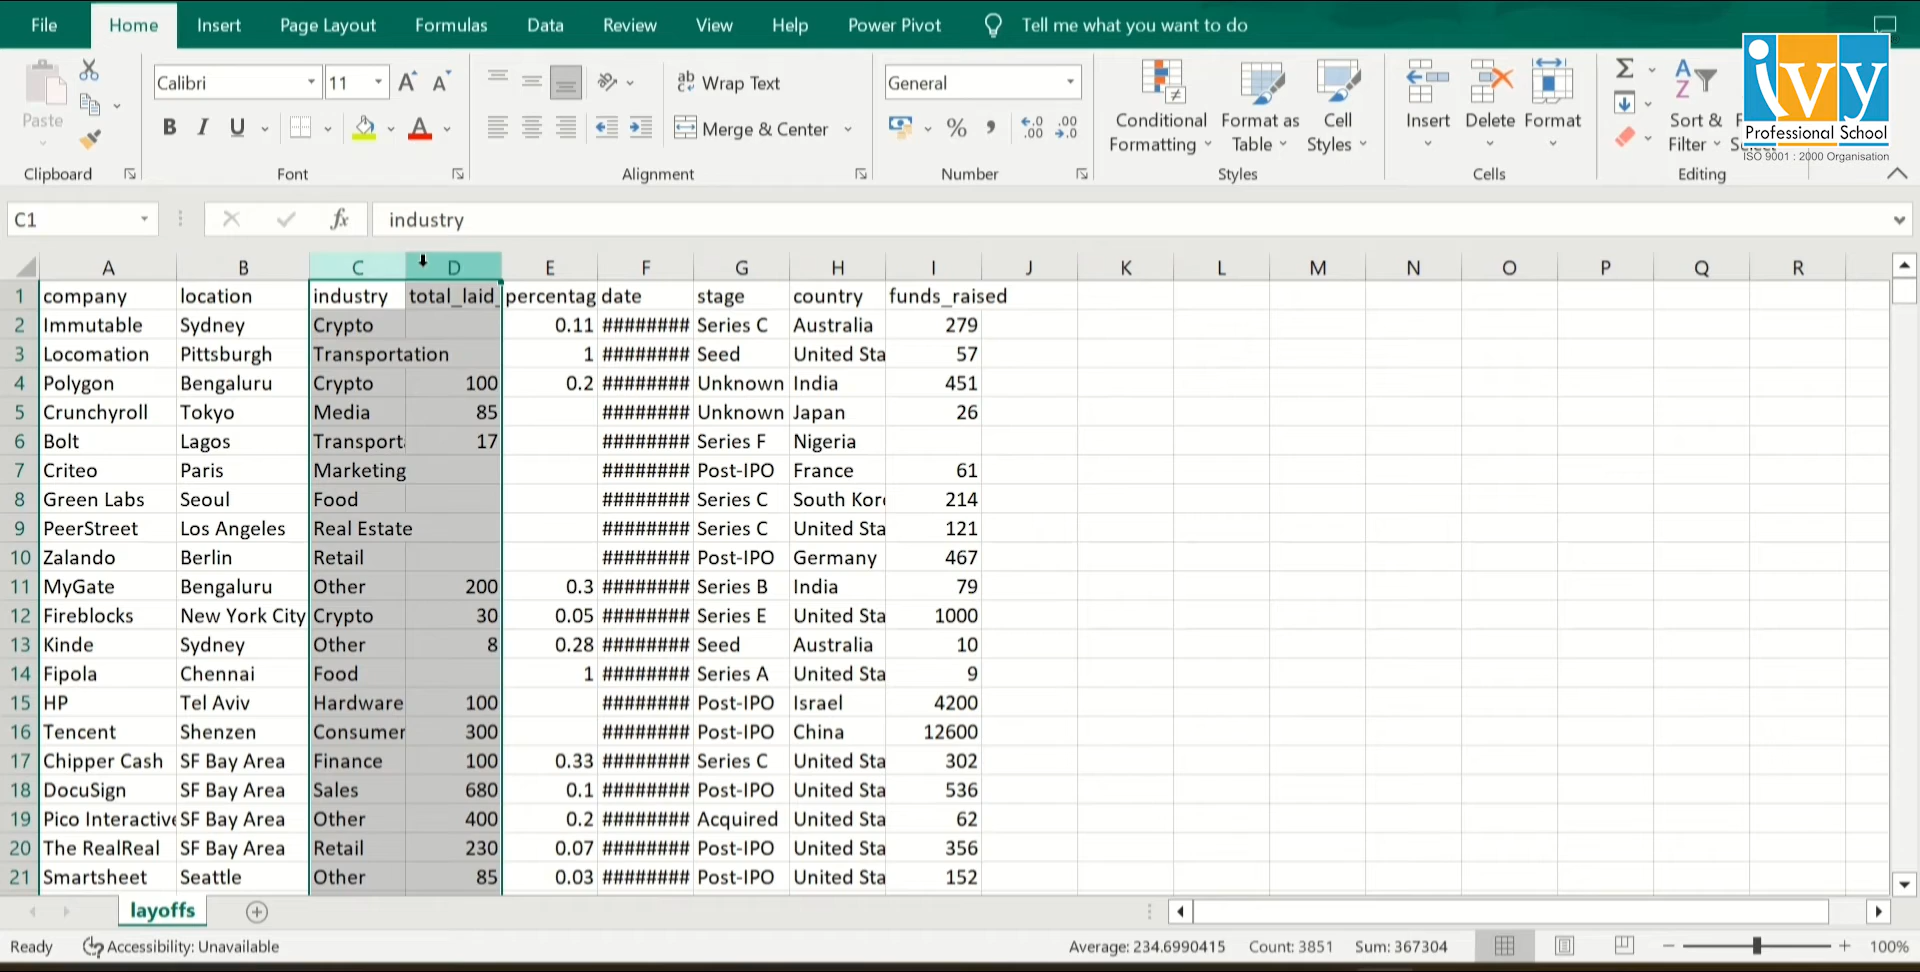 File Home Insert Page Layout Formulas Data Review View Help Power Pivot Tell me what you want to do
Paste
Clipboard
Calibri 11
B I U
Font
ab Wrap Text
Merge & Center
Alignment
General
% .00 .00
Number
Conditional Formatting
Format as Table
Cell Styles
Styles
Insert Delete Format
Cells
Sort & Filter
Editing
ivy
Professional School
ISO 9001 : 2000 Organisation
C1 fx industry
A B C D E F G H I J K L M N O P Q R
1 company location industry total_laid_ percentag date stage country funds_raised
2 Immutable Sydney Crypto 0.11 ######## Series C Australia 279
3 Locomation Pittsburgh Transportation 1 ######## Seed United Sta 57
4 Polygon Bengaluru Crypto 100 0.2 ######## Unknown India 451
5 Crunchyroll Tokyo Media 85 ######## Unknown Japan 26
6 Bolt Lagos Transport 17 ######## Series F Nigeria
7 Criteo Paris Marketing ######## Post-IPO France 61
8 Green Labs Seoul Food ######## Series C South Kor 214
9 PeerStreet Los Angeles Real Estate ######## Series C United Sta 121
10 Zalando Berlin Retail ######## Post-IPO Germany 467
11 MyGate Bengaluru Other 200 0.3 ######## Series B India 79
12 Fireblocks New York City Crypto 30 0.05 ######## Series E United Sta 1000
13 Kinde Sydney Other 8 0.28 ######## Seed Australia 10
14 Fipola Chennai Food 1 ######## Series A United Sta 9
15 HP Tel Aviv Hardware 100 ######## Post-IPO Israel 4200
16 Tencent Shenzen Consumer 300 ######## Post-IPO China 12600
17 Chipper Cash SF Bay Area Finance 100 0.33 ######## Series C United Sta 302
18 DocuSign SF Bay Area Sales 680 0.1 ######## Post-IPO United Sta 536
19 Pico Interactive SF Bay Area Other 400 0.2 ######## Acquired United Sta 62
20 The RealReal SF Bay Area Retail 230 0.07 ######## Post-IPO United Sta 356
21 Smartsheet Seattle Other 85 0.03 ######## Post-IPO United Sta 152
layoffs
Ready Accessibility: Unavailable Average: 234.6990415 Count: 3851 Sum: 367304 100%